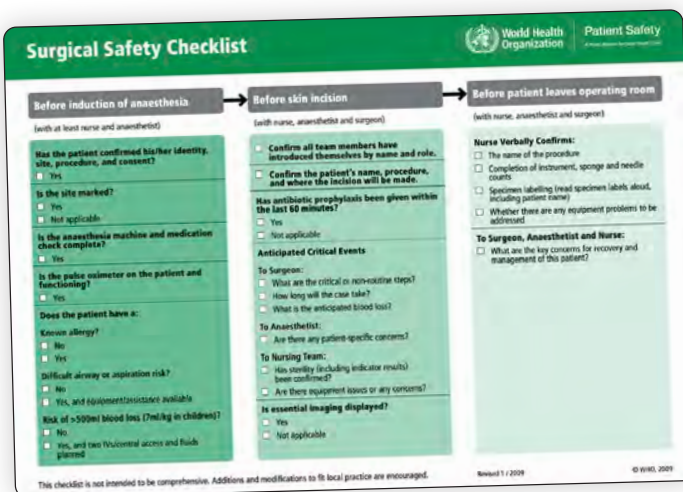 Surgical Safety Checklist
World Health
Organization
Patient Safety
Before induction of anaesthesia
(with at least nurse and anaesthetist)
Has the patient confirmed his/her identity,
site, procedure, and consent?
Yes
Is the site marked?
Yes
Not applicable
Is the anaesthesia machine and medication
check complete?
Yes
Is the pulse oximeter on the patient and
functioning?
Yes
Does the patient have a:
Known allergy?
No
Yes
Difficult airway or aspiration risk?
No
Yes, and equipment/assistance available
Risk of >500ml blood loss (7ml/kg in children)?
No
Yes, and two IVs/central access and fluids
planned
Before skin incision
(with nurse, anaesthetist and surgeon)
Confirm all team members have
introduced themselves by name and role.
Confirm the patient's name, procedure,
and where the incision will be made.
Has antibiotic prophylaxis been given within
the last 60 minutes?
Yes
Not applicable
Anticipated Critical Events
To Surgeon:
What are the critical or non-routine steps?
How long will the case take?
What is the anticipated blood loss?
To Anaesthetist:
Are there any patient-specific concerns?
To Nursing Team:
Has sterility (including indicator results)
been confirmed?
Are there equipment issues or any concerns?
Is essential imaging displayed?
Yes
Not applicable
Before patient leaves operating room
(with nurse, anaesthetist and surgeon)
Nurse Verbally Confirms:
The name of the procedure
Completion of instrument, sponge and needle
counts
Specimen labelling (read specimen labels aloud,
including patient name)
Whether there are any equipment problems to be
addressed
To Surgeon, Anaesthetist and Nurse:
What are the key concerns for recovery and
management of this patient?
This checklist is not intended to be comprehensive. Additions and modifications to fit local practice are encouraged.
Revised 1 / 2009
© WHO, 2009